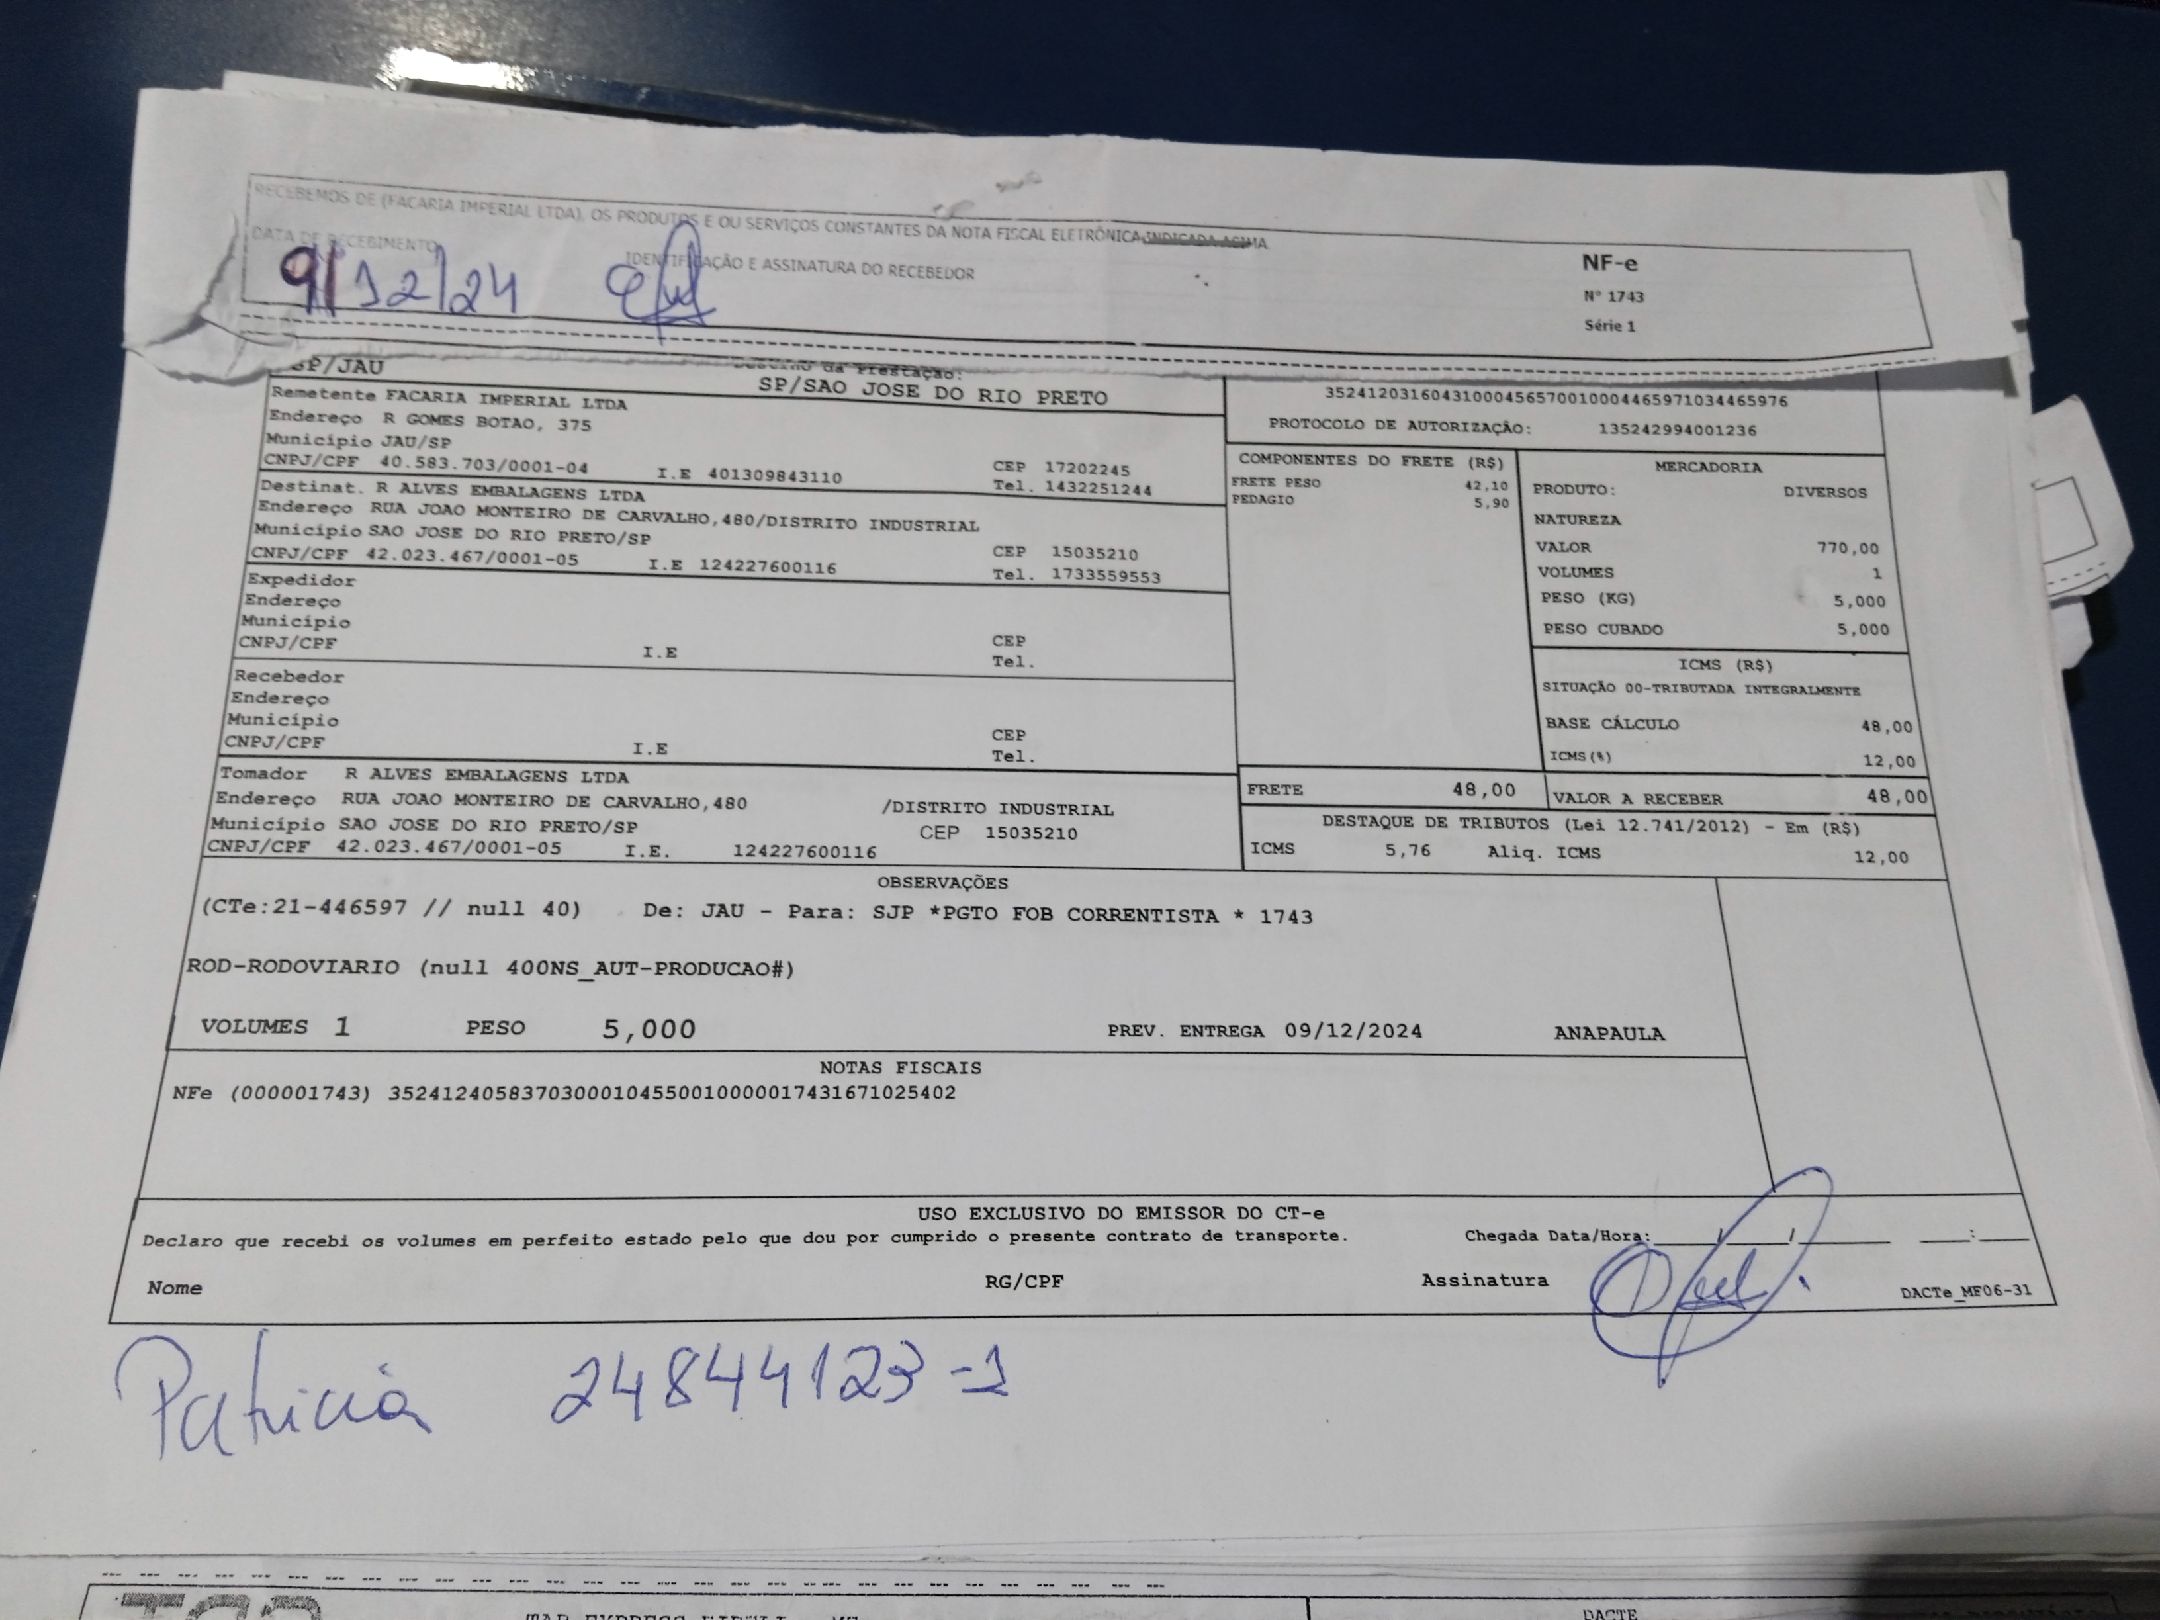 RECEBEMOS DE (FACARIA IMPERIAL LTDA), OS PRODUTOS E OU SERVIÇOS CONSTANTES DA NOTA FISCAL ELETRÔNICA INDICADA ACIMA
DATA DE RECEBIMENTO
IDENTIFICAÇÃO E ASSINATURA DO RECEBEDOR
9/12/24
NF-e
Nº 1743
Série 1
SP/JAU
Destino da Prestação:
SP/SAO JOSE DO RIO PRETO
Remetente FACARIA IMPERIAL LTDA
Endereço R GOMES BOTAO, 375
Município JAU/SP
CNPJ/CPF 40.583.703/0001-04 I.E 401309843110 CEP 17202245
Tel. 1432251244
Destinat. R ALVES EMBALAGENS LTDA
Endereço RUA JOAO MONTEIRO DE CARVALHO,480/DISTRITO INDUSTRIAL
Município SAO JOSE DO RIO PRETO/SP
CNPJ/CPF 42.023.467/0001-05 I.E 124227600116 CEP 15035210
Tel. 1733559553
Expedidor
Endereço
Município
CNPJ/CPF I.E CEP
Tel.
Recebedor
Endereço
Município
CNPJ/CPF I.E CEP
Tel.
Tomador R ALVES EMBALAGENS LTDA
Endereço RUA JOAO MONTEIRO DE CARVALHO,480 /DISTRITO INDUSTRIAL
Município SAO JOSE DO RIO PRETO/SP CEP 15035210
CNPJ/CPF 42.023.467/0001-05 I.E. 124227600116
35241203160431000456570010004465971034465976
PROTOCOLO DE AUTORIZAÇÃO: 135242994001236
COMPONENTES DO FRETE (R$)
FRETE PESO 42,10
PEDAGIO 5,90
MERCADORIA
PRODUTO: DIVERSOS
NATUREZA
VALOR 770,00
VOLUMES 1
PESO (KG) 5,000
PESO CUBADO 5,000
ICMS (R$)
SITUAÇÃO 00-TRIBUTADA INTEGRALMENTE
BASE CÁLCULO 48,00
ICMS(%) 12,00
FRETE 48,00 VALOR A RECEBER 48,00
DESTAQUE DE TRIBUTOS (Lei 12.741/2012) - Em (R$)
ICMS 5,76 Aliq. ICMS 12,00
OBSERVAÇÕES
(CTe:21-446597 // null 40) De: JAU - Para: SJP *PGTO FOB CORRENTISTA * 1743
ROD-RODOVIARIO (null 400NS_AUT-PRODUCAO#)
VOLUMES 1 PESO 5,000 PREV. ENTREGA 09/12/2024 ANAPAULA
NOTAS FISCAIS
NFe (000001743) 35241240583703000104550010000017431671025402
USO EXCLUSIVO DO EMISSOR DO CT-e
Declaro que recebi os volumes em perfeito estado pelo que dou por cumprido o presente contrato de transporte. Chegada Data/Hora:____/____/____ __:__
Nome RG/CPF Assinatura
DACTe_MF06-31
Patricia 24844123-1
DACTE